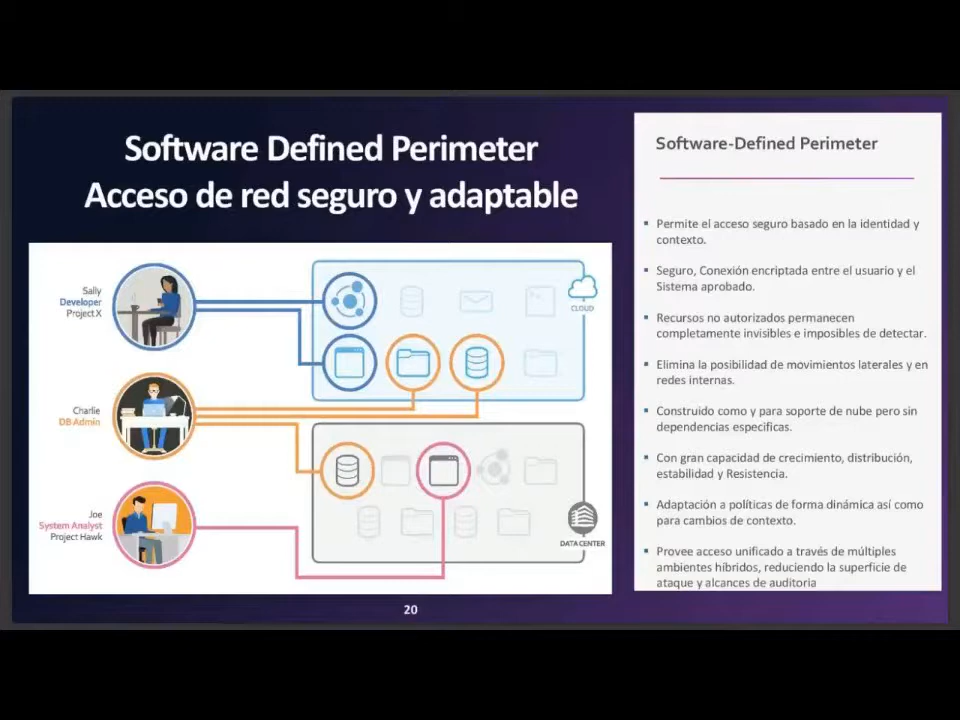 Software Defined Perimeter
Acceso de red seguro y adaptable
Sally
Developer
Project X
Charlie
DB Admin
Joe
System Analyst
Project Hawk
CLOUD
DATA CENTER
20
Software-Defined Perimeter
Permite el acceso seguro basado en la identidad y
contexto.
Seguro, Conexión encriptada entre el usuario y el
Sistema aprobado.
Recursos no autorizados permanecen
completamente invisibles e imposibles de detectar.
Elimina la posibilidad de movimientos laterales y en
redes internas.
Construido como y para soporte de nube pero sin
dependencias especificas.
Con gran capacidad de crecimiento, distribución,
estabilidad y Resistencia.
Adaptación a políticas de forma dinámica así como
para cambios de contexto.
Provee acceso unificado a través de múltiples
ambientes híbridos, reduciendo la superficie de
ataque y alcances de auditoria